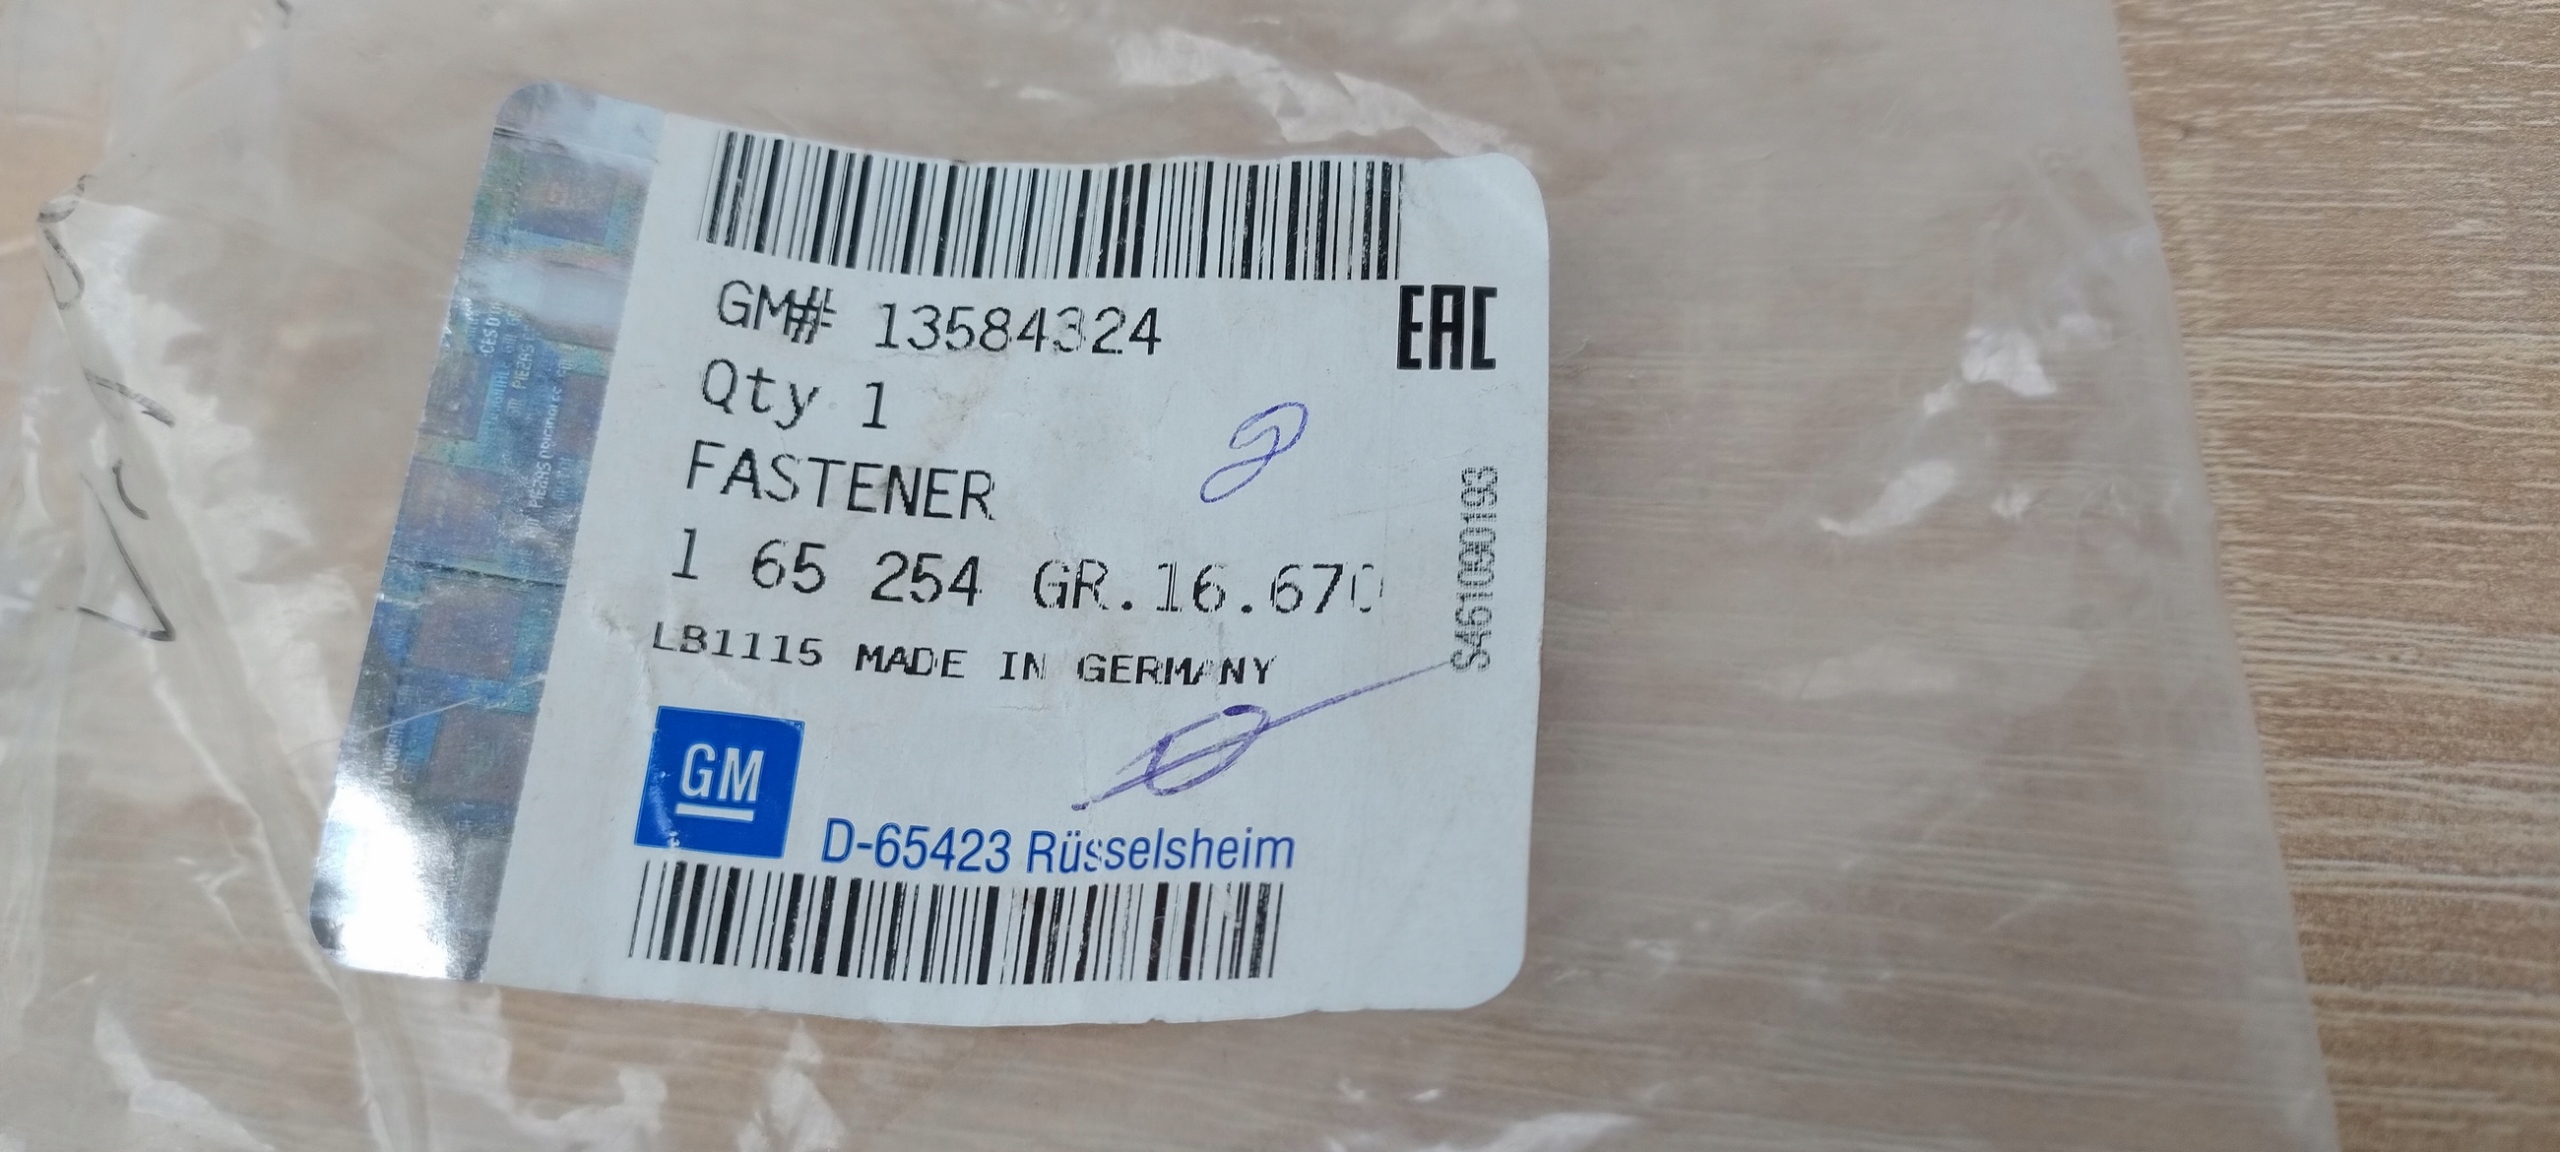 GM# 13584324
EAC
Qty 1
FASTENER
1 65 254 GR.16.670
LB1115 MADE IN GERMANY
S4610900193
GM
D-65423 Rüsselsheim